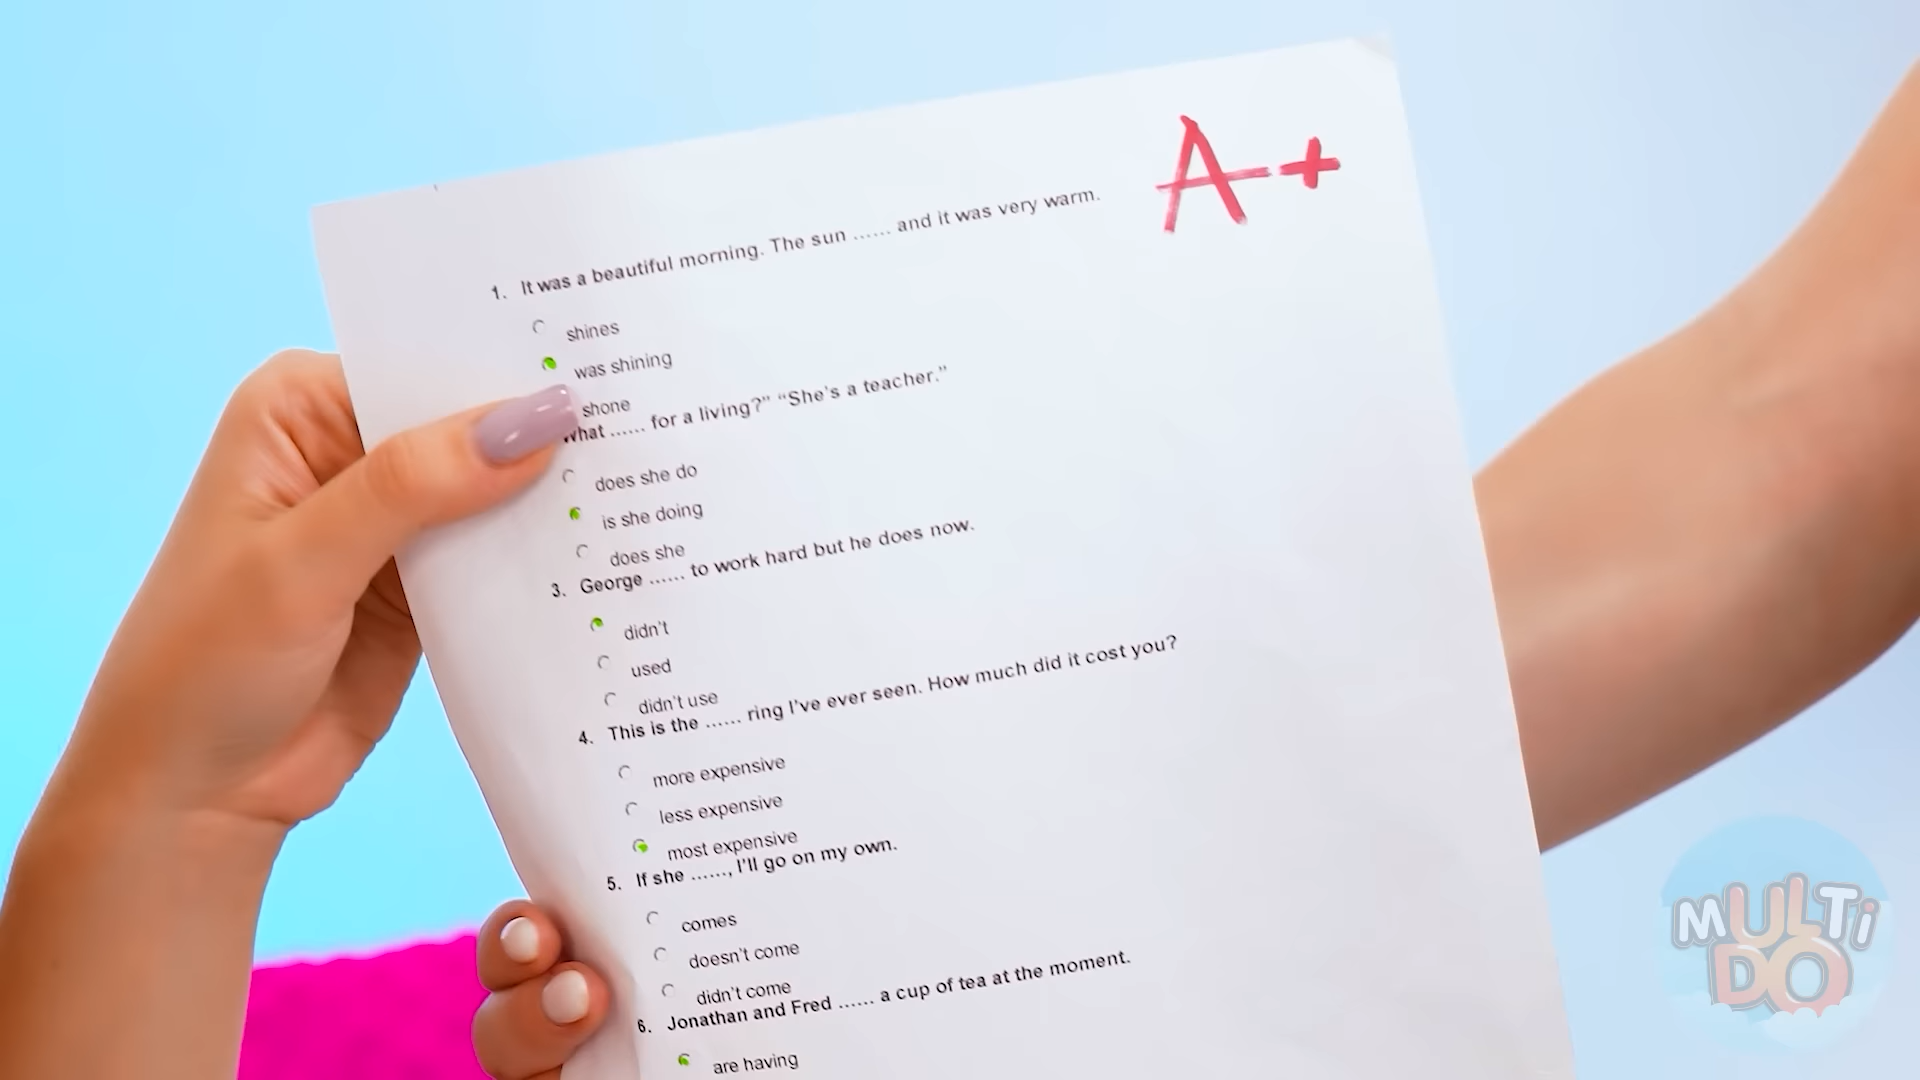 A+
1. It was a beautiful morning. The sun ...... and it was very warm.
shines
was shining
shone
What ...... for a living?” “She’s a teacher.”
does she do
is she doing
does she
3. George ...... to work hard but he does now.
didn’t
used
didn’t use
4. This is the ...... ring I’ve ever seen. How much did it cost you?
more expensive
less expensive
most expensive
5. If she ......, I’ll go on my own.
comes
doesn’t come
didn’t come
6. Jonathan and Fred ...... a cup of tea at the moment.
are having
MULTi
DO